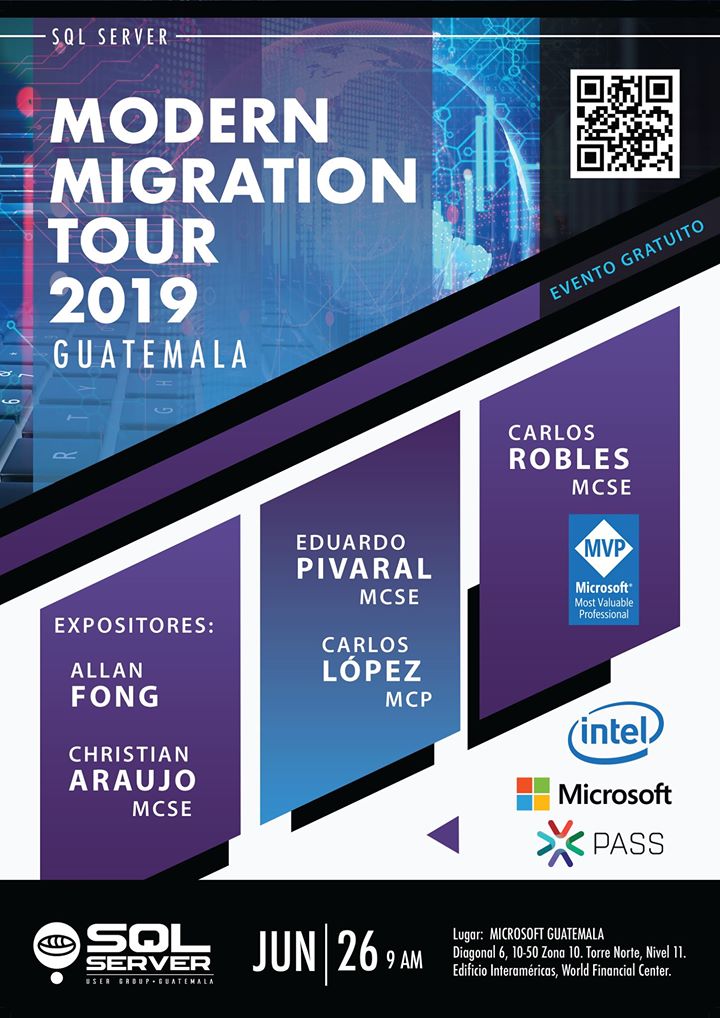 SQL SERVER
MODERN
MIGRATION
TOUR
2019
GUATEMALA
EVENTO GRATUITO
EXPOSITORES:
ALLAN
FONG
CHRISTIAN
ARAUJO
MCSE
EDUARDO
PIVARAL
MCSE
CARLOS
LÓPEZ
MCP
CARLOS
ROBLES
MCSE
MVP
Microsoft®
Most Valuable
Professional
intel
Microsoft
PASS
SQL
SERVER
USER GROUP • GUATEMALA
JUN 26 9 AM
Lugar: MICROSOFT GUATEMALA
Diagonal 6, 10-50 Zona 10. Torre Norte, Nivel 11.
Edificio Interaméricas, World Financial Center.